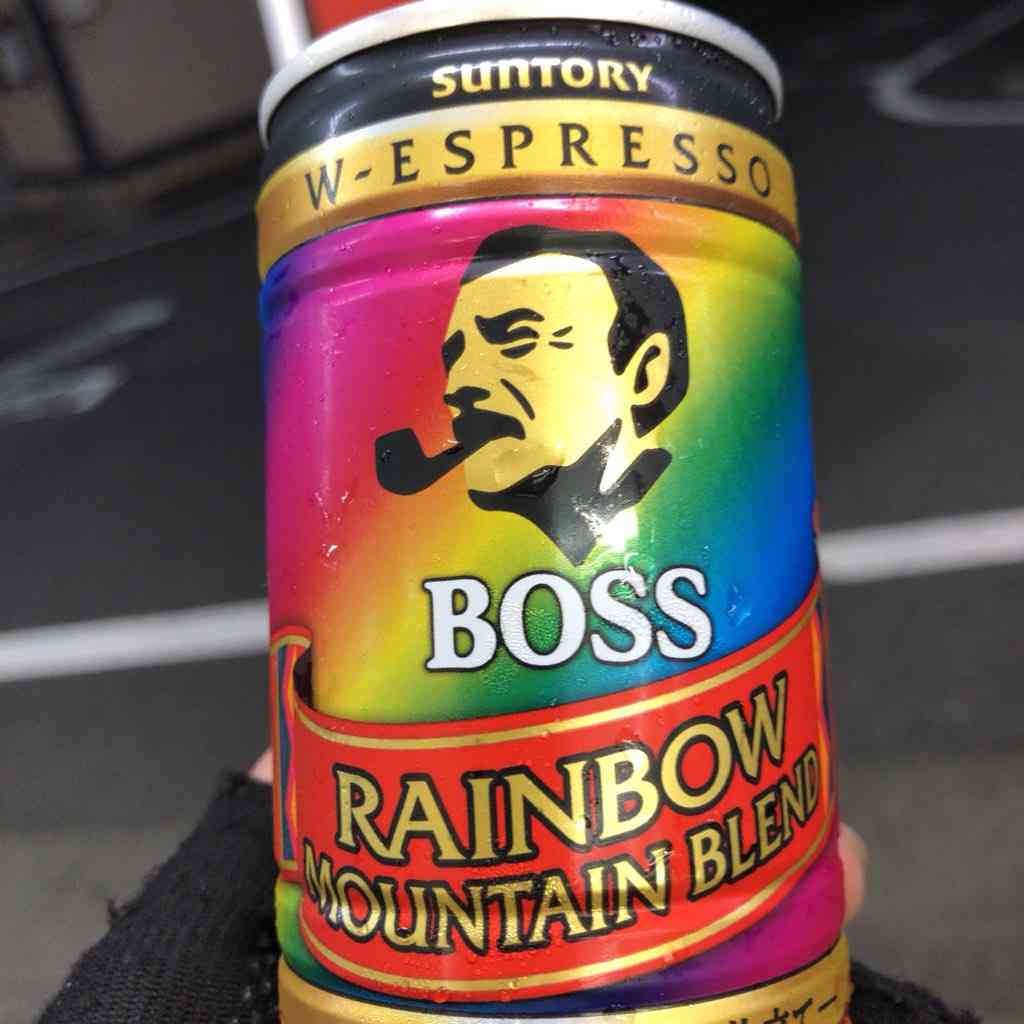 SUNTORY
W-ESPRESSO
BOSS
RAINBOW
MOUNTAIN BLEND